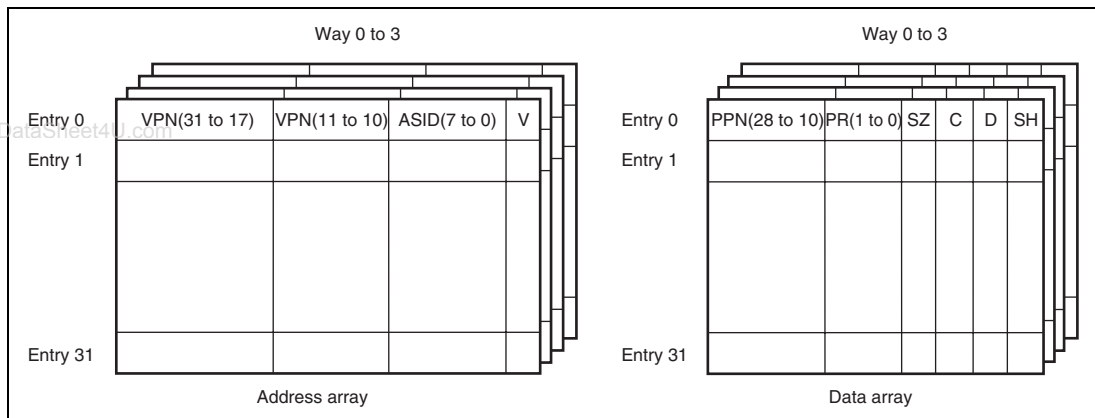 Way 0 to 3
Entry 0
VPN(31 to 17) VPN(11 to 10) ASID(7 to 0) V
Entry 1
Entry 31
Address array
Way 0 to 3
Entry 0
PPN(28 to 10) PR(1 to 0) SZ C D SH
Entry 1
Entry 31
Data array
DataSheet4U.com